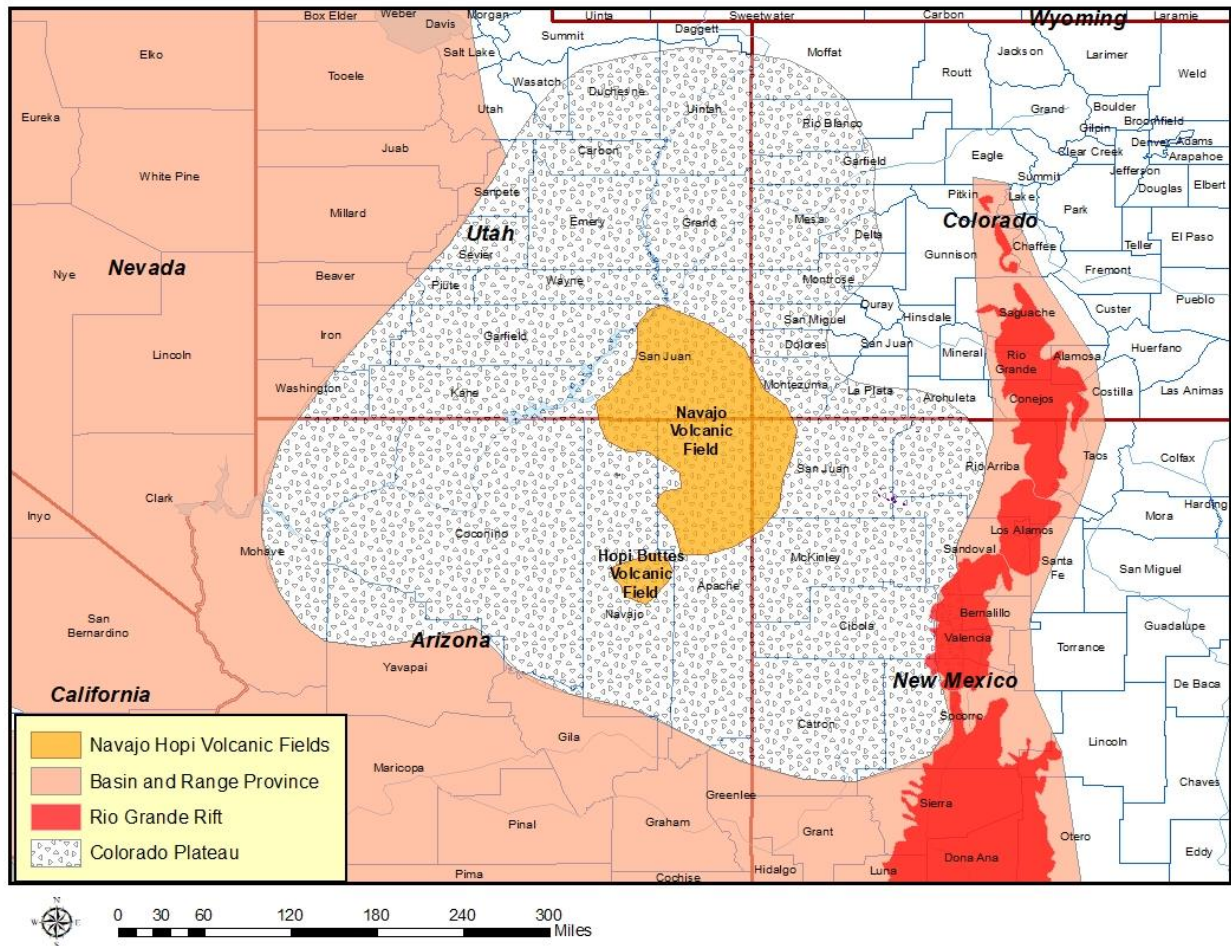 Box Elder
Weber
Morgan
Uinta
Sweetwater
Carbon
Wyoming
Laramie
Davis
Elko
Salt Lake
Summit
Daggett
Moffat
Jackson
Larimer
Tooele
Wasatch
Routt
Weld
Duchesne
Uintah
Eureka
Utah
Rio Blanco
Grand
Boulder
Broomfield
Gilpin
Juab
Carbon
Denver
Adams
Clear Creek
Arapahoe
White Pine
Garfield
Eagle
Summit
Jefferson
Elbert
Sanpete
Pitkin
Lake
Douglas
Millard
Emery
Grand
Mesa
Colorado
Park
Utah
Delta
Chaffee
Teller
El Paso
Nevada
Sevier
Gunnison
Nye
Beaver
Piute
Wayne
Montrose
Fremont
Ouray
Pueblo
Iron
Garfield
San Miguel
Hinsdale
Saguache
Custer
Lincoln
San Juan
Dolores
San Juan
Mineral
Rio
Grande
Alamosa
Huerfano
Washington
Kane
Montezuma
La Plata
Archuleta
Conejos
Costilla
Las Animas
Navajo
Volcanic
Field
San Juan
Rio Arriba
Taos
Colfax
Clark
Inyo
Mora
Harding
Mohave
Coconino
Los Alamos
Hopi Buttes
Volcanic
Field
McKinley
Sandoval
Santa
Fe
San Miguel
Apache
San
Bernardino
Navajo
Cibola
Bernalillo
Guadalupe
Arizona
Valencia
Torrance
Yavapai
California
New Mexico
De Baca
Socorro
Catron
Gila
Lincoln
Maricopa
Chaves
Greenlee
Sierra
Pinal
Graham
Grant
Otero
Eddy
Pima
Cochise
Hidalgo
Luna
Dona Ana
Navajo Hopi Volcanic Fields
Basin and Range Province
Rio Grande Rift
Colorado Plateau
N
W E
S
0 30 60 120 180 240 300
Miles